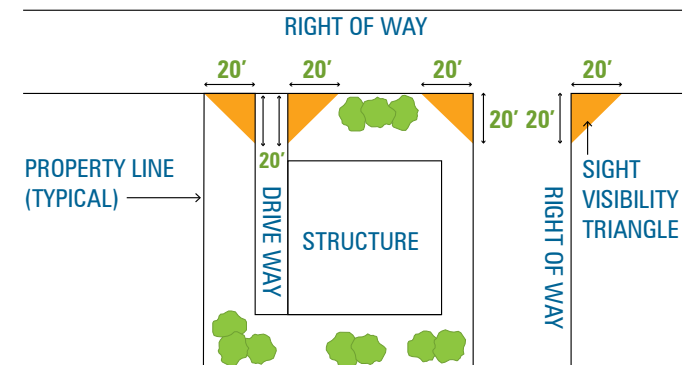 RIGHT OF WAY
20’ 20’ 20’ 20’
20’ 20’
20’
PROPERTY LINE
(TYPICAL)
DRIVE WAY
STRUCTURE
RIGHT OF WAY
SIGHT
VISIBILITY
TRIANGLE